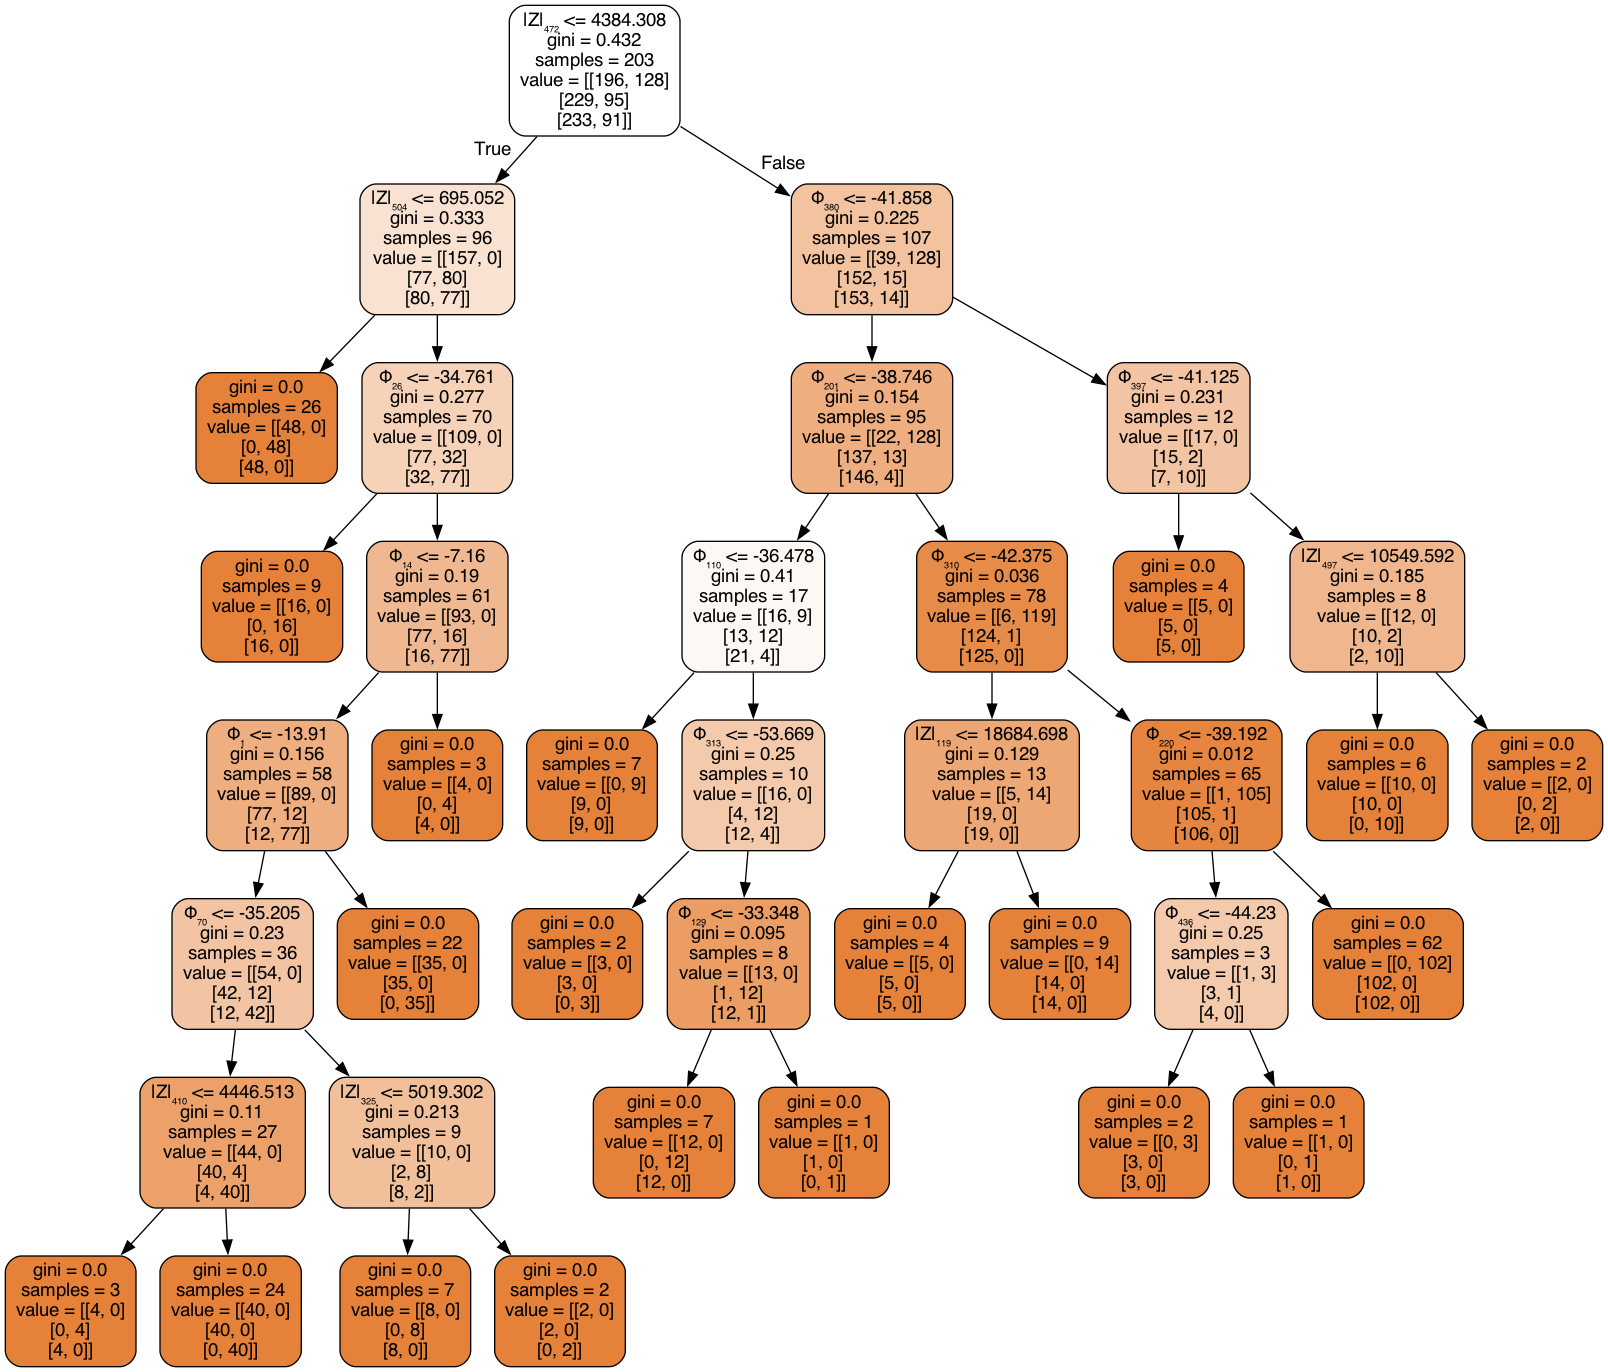 |Z|₄₇₂ <= 4384.308
gini = 0.432
samples = 203
value = [[196, 128]
[229, 95]
[233, 91]]
True
False
|Z|₅₀₄ <= 695.052
gini = 0.333
samples = 96
value = [[157, 0]
[77, 80]
[80, 77]]
Φ₃₈₀ <= -41.858
gini = 0.225
samples = 107
value = [[39, 128]
[152, 15]
[153, 14]]
gini = 0.0
samples = 26
value = [[48, 0]
[0, 48]
[48, 0]]
Φ₂₆ <= -34.761
gini = 0.277
samples = 70
value = [[109, 0]
[77, 32]
[32, 77]]
Φ₂₀₁ <= -38.746
gini = 0.154
samples = 95
value = [[22, 128]
[137, 13]
[146, 4]]
Φ₃₉₇ <= -41.125
gini = 0.231
samples = 12
value = [[17, 0]
[15, 2]
[7, 10]]
gini = 0.0
samples = 9
value = [[16, 0]
[0, 16]
[16, 0]]
Φ₁₄ <= -7.16
gini = 0.19
samples = 61
value = [[93, 0]
[77, 16]
[16, 77]]
Φ₁₁₀ <= -36.478
gini = 0.41
samples = 17
value = [[16, 9]
[13, 12]
[21, 4]]
Φ₃₁₀ <= -42.375
gini = 0.036
samples = 78
value = [[6, 119]
[124, 1]
[125, 0]]
gini = 0.0
samples = 4
value = [[5, 0]
[5, 0]
[5, 0]]
|Z|₄₉₇ <= 10549.592
gini = 0.185
samples = 8
value = [[12, 0]
[10, 2]
[2, 10]]
Φ₁ <= -13.91
gini = 0.156
samples = 58
value = [[89, 0]
[77, 12]
[12, 77]]
gini = 0.0
samples = 3
value = [[4, 0]
[0, 4]
[4, 0]]
gini = 0.0
samples = 7
value = [[0, 9]
[9, 0]
[9, 0]]
Φ₃₁₃ <= -53.669
gini = 0.25
samples = 10
value = [[16, 0]
[4, 12]
[12, 4]]
|Z|₁₁₉ <= 18684.698
gini = 0.129
samples = 13
value = [[5, 14]
[19, 0]
[19, 0]]
Φ₂₂₀ <= -39.192
gini = 0.012
samples = 65
value = [[1, 105]
[105, 1]
[106, 0]]
gini = 0.0
samples = 6
value = [[10, 0]
[10, 0]
[0, 10]]
gini = 0.0
samples = 2
value = [[2, 0]
[0, 2]
[2, 0]]
Φ₇₀ <= -35.205
gini = 0.23
samples = 36
value = [[54, 0]
[42, 12]
[12, 42]]
gini = 0.0
samples = 22
value = [[35, 0]
[35, 0]
[0, 35]]
gini = 0.0
samples = 2
value = [[3, 0]
[3, 0]
[0, 3]]
Φ₁₂₉ <= -33.348
gini = 0.095
samples = 8
value = [[13, 0]
[1, 12]
[12, 1]]
gini = 0.0
samples = 4
value = [[5, 0]
[5, 0]
[5, 0]]
gini = 0.0
samples = 9
value = [[0, 14]
[14, 0]
[14, 0]]
Φ₄₃₆ <= -44.23
gini = 0.25
samples = 3
value = [[1, 3]
[3, 1]
[4, 0]]
gini = 0.0
samples = 62
value = [[0, 102]
[102, 0]
[102, 0]]
|Z|₄₁₀ <= 4446.513
gini = 0.11
samples = 27
value = [[44, 0]
[40, 4]
[4, 40]]
|Z|₃₂₅ <= 5019.302
gini = 0.213
samples = 9
value = [[10, 0]
[2, 8]
[8, 2]]
gini = 0.0
samples = 7
value = [[12, 0]
[0, 12]
[12, 0]]
gini = 0.0
samples = 1
value = [[1, 0]
[1, 0]
[0, 1]]
gini = 0.0
samples = 2
value = [[0, 3]
[3, 0]
[3, 0]]
gini = 0.0
samples = 1
value = [[1, 0]
[0, 1]
[1, 0]]
gini = 0.0
samples = 3
value = [[4, 0]
[0, 4]
[4, 0]]
gini = 0.0
samples = 24
value = [[40, 0]
[40, 0]
[0, 40]]
gini = 0.0
samples = 7
value = [[8, 0]
[0, 8]
[8, 0]]
gini = 0.0
samples = 2
value = [[2, 0]
[2, 0]
[0, 2]]